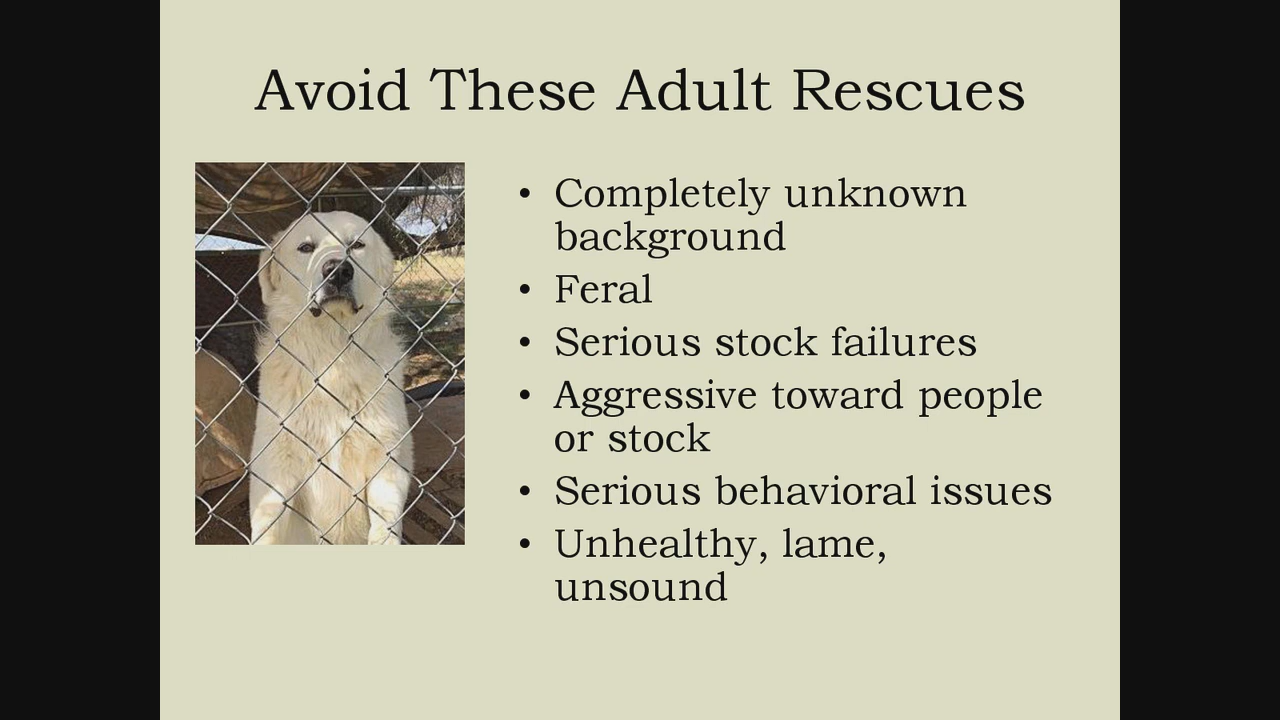 Avoid These Adult Rescues
• Completely unknown
background
• Feral
• Serious stock failures
• Aggressive toward people
or stock
• Serious behavioral issues
• Unhealthy, lame,
unsound